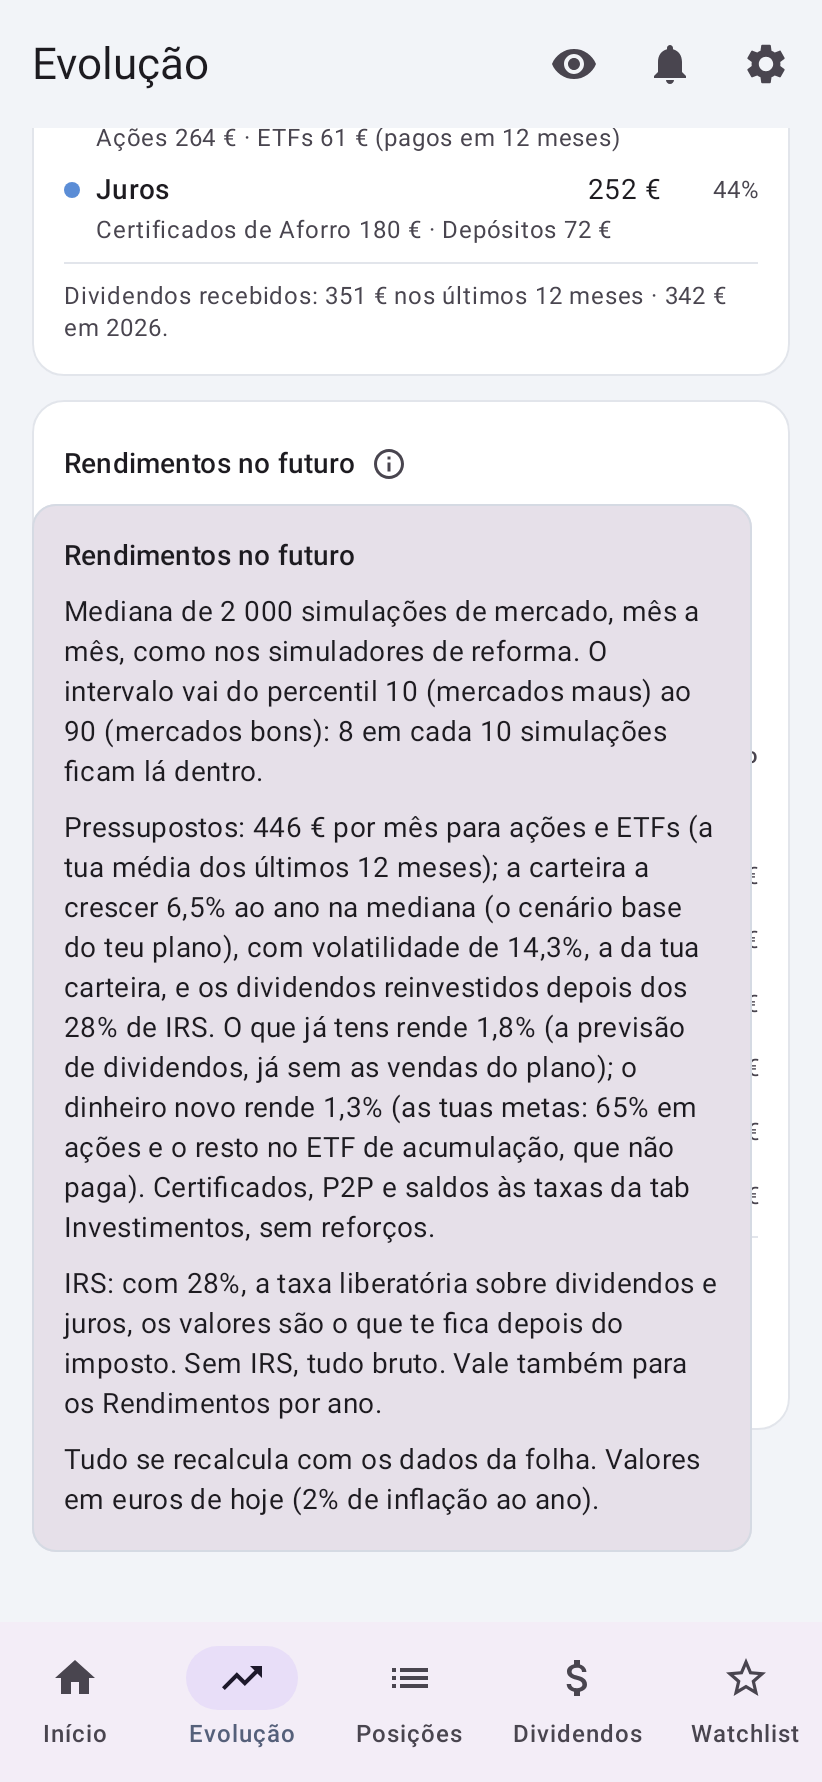 Evolução
Ações 264 € · ETFs 61 € (pagos em 12 meses)
Juros 252 € 44%
Certificados de Aforro 180 € · Depósitos 72 €
Dividendos recebidos: 351 € nos últimos 12 meses · 342 €
em 2026.
Rendimentos no futuro
Rendimentos no futuro
Mediana de 2 000 simulações de mercado, mês a
mês, como nos simuladores de reforma. O
intervalo vai do percentil 10 (mercados maus) ao
90 (mercados bons): 8 em cada 10 simulações
ficam lá dentro.
Pressupostos: 446 € por mês para ações e ETFs (a
tua média dos últimos 12 meses); a carteira a
crescer 6,5% ao ano na mediana (o cenário base
do teu plano), com volatilidade de 14,3%, a da tua
carteira, e os dividendos reinvestidos depois dos
28% de IRS. O que já tens rende 1,8% (a previsão
de dividendos, já sem as vendas do plano); o
dinheiro novo rende 1,3% (as tuas metas: 65% em
ações e o resto no ETF de acumulação, que não
paga). Certificados, P2P e saldos às taxas da tab
Investimentos, sem reforços.
IRS: com 28%, a taxa liberatória sobre dividendos e
juros, os valores são o que te fica depois do
imposto. Sem IRS, tudo bruto. Vale também para
os Rendimentos por ano.
Tudo se recalcula com os dados da folha. Valores
em euros de hoje (2% de inflação ao ano).
Início
Evolução
Posições
Dividendos
Watchlist